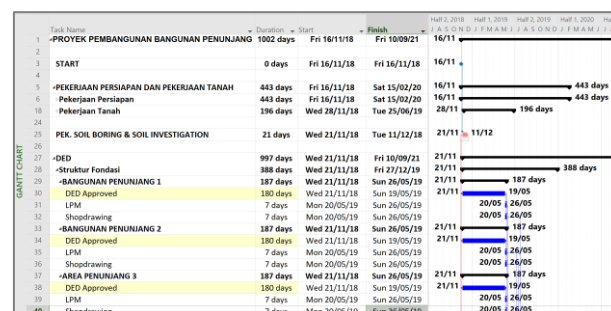 Half 2, 2018 Half 1, 2019 Half 2, 2019 Half 1, 2020
Task Name Duration Start Finish J A S O N D J F M A M J J A S O N D J F M A M J
1 PROYEK PEMBANGUNAN BANGUNAN PENUNJANG 1002 days Fri 16/11/18 Fri 10/09/21 16/11
2
3 START 0 days Fri 16/11/18 Fri 16/11/18 16/11
4
5 PEKERJAAN PERSIAPAN DAN PEKERJAAN TANAH 443 days Fri 16/11/18 Sat 15/02/20 16/11 443 days
6 Pekerjaan Persiapan 443 days Fri 16/11/18 Sat 15/02/20 16/11 443 days
18 Pekerjaan Tanah 196 days Wed 28/11/18 Tue 25/06/19 28/11 196 days
24
25 PEK. SOIL BORING & SOIL INVESTIGATION 21 days Wed 21/11/18 Tue 11/12/18 21/11 11/12
26
27 DED 997 days Wed 21/11/18 Fri 10/09/21 21/11
28 Struktur Fondasi 388 days Wed 21/11/18 Fri 27/12/19 21/11 388 days
29 BANGUNAN PENUNJANG 1 187 days Wed 21/11/18 Sun 26/05/19 21/11 187 days
30 DED Approved 180 days Wed 21/11/18 Sun 19/05/19 21/11 19/05
31 LPM 7 days Mon 20/05/19 Sun 26/05/19 20/05 26/05
32 Shopdrawing 7 days Mon 20/05/19 Sun 26/05/19 20/05 26/05
33 BANGUNAN PENUNJANG 2 187 days Wed 21/11/18 Sun 26/05/19 21/11 187 days
34 DED Approved 180 days Wed 21/11/18 Sun 19/05/19 21/11 19/05
35 LPM 7 days Mon 20/05/19 Sun 26/05/19 20/05 26/05
36 Shopdrawing 7 days Mon 20/05/19 Sun 26/05/19 20/05 26/05
37 AREA PENUNJANG 3 187 days Wed 21/11/18 Sun 26/05/19 21/11 187 days
38 DED Approved 180 days Wed 21/11/18 Sun 19/05/19 21/11 19/05
39 LPM 7 days Mon 20/05/19 Sun 26/05/19 20/05 26/05
40 Shopdrawing 7 days Mon 20/05/19 Sun 26/05/19 20/05 26/05
GANTT CHART